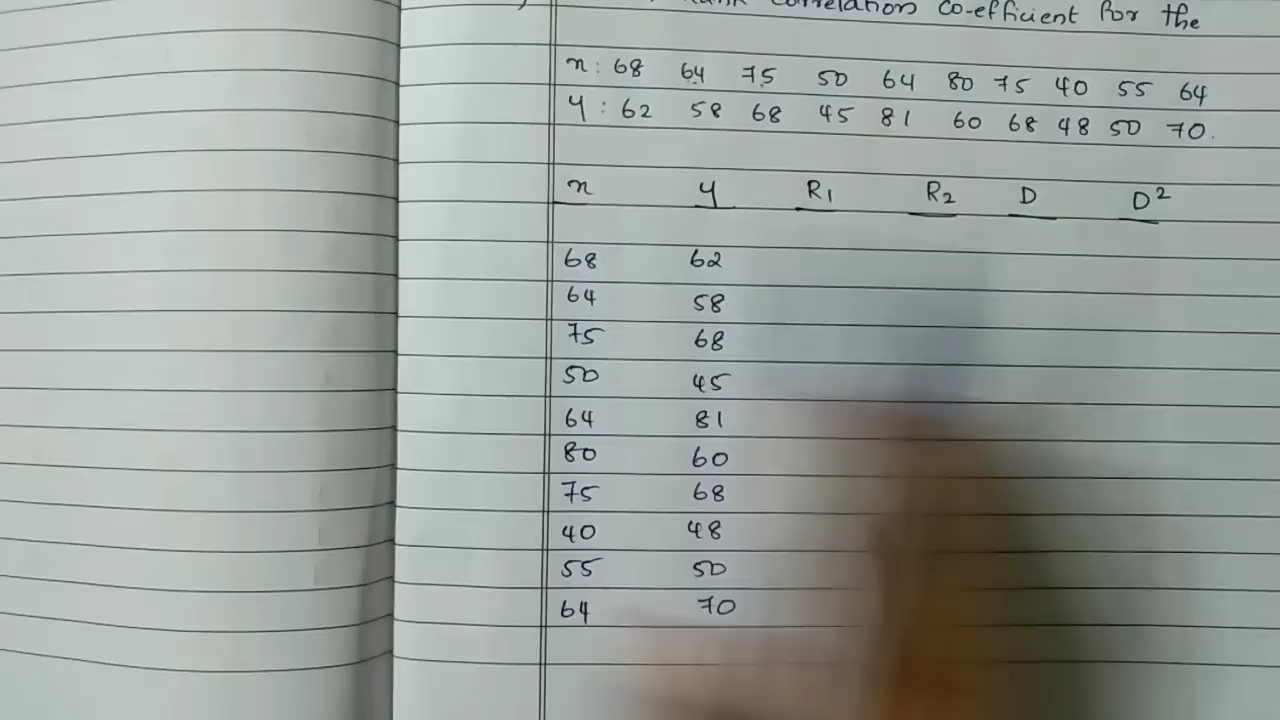 correlation co-efficient for the
x : 68 64 75 50 64 80 75 40 55 64
y : 62 58 68 45 81 60 68 48 50 70.
x y R1 R2 D D²
68 62
64 58
75 68
50 45
64 81
80 60
75 68
40 48
55 50
64 70